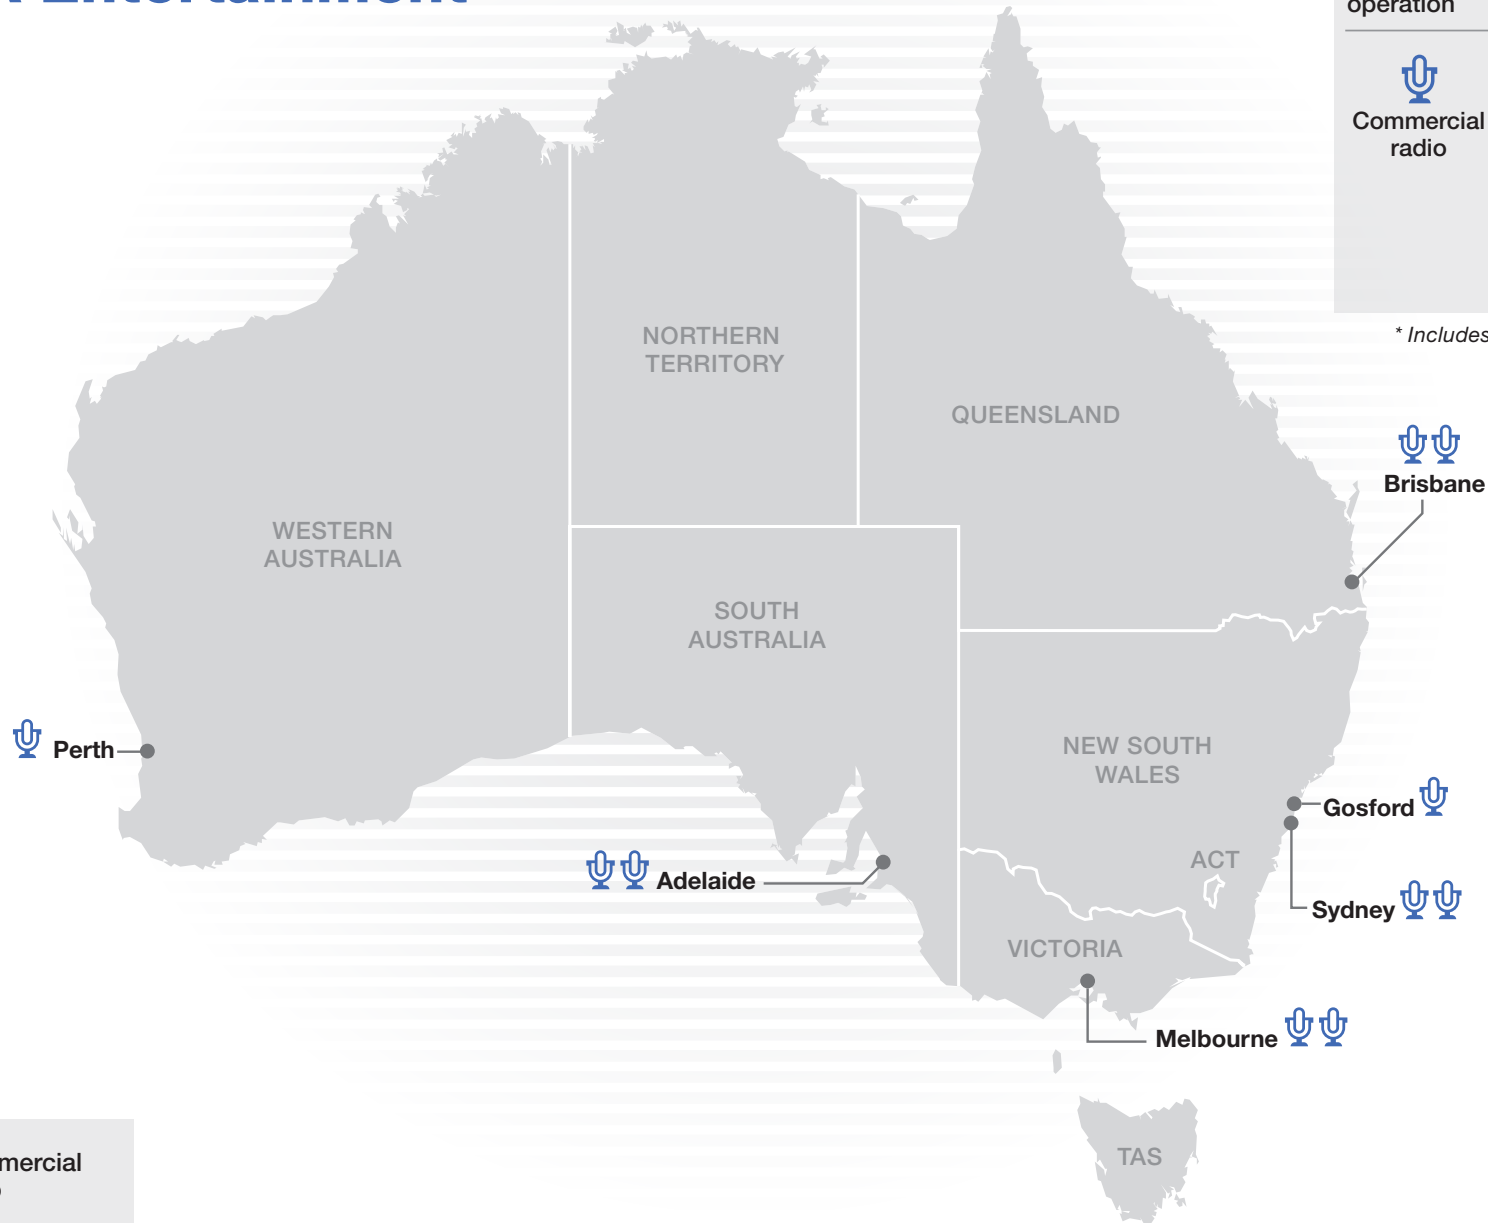 Entertainment
operation
Commercial
radio
* Includes
NORTHERN
TERRITORY
QUEENSLAND
Brisbane
WESTERN
AUSTRALIA
SOUTH
AUSTRALIA
Perth
NEW SOUTH
WALES
Gosford
ACT
Adelaide
Sydney
VICTORIA
Melbourne
TAS
mercial